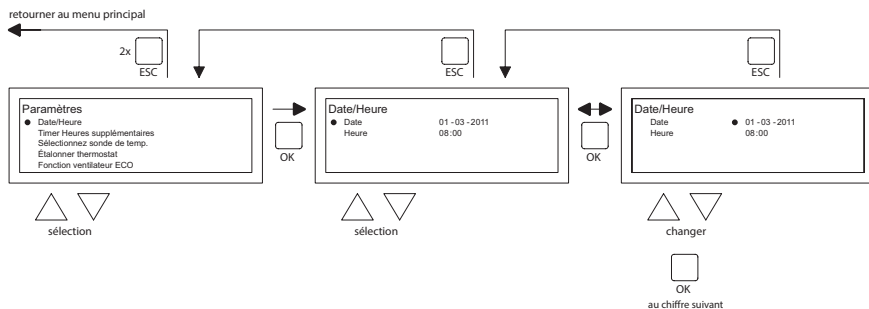 retourner au menu principal
2x
ESC
ESC
ESC
Paramètres
● Date/Heure
Timer Heures supplémentaires
Sélectionnez sonde de temp.
Étalonner thermostat
Fonction ventilateur ECO
OK
Date/Heure
● Date 01 - 03 - 2011
Heure 08:00
OK
Date/Heure
Date ● 01 - 03 - 2011
Heure 08:00
sélection
sélection
changer
OK
au chiffre suivant